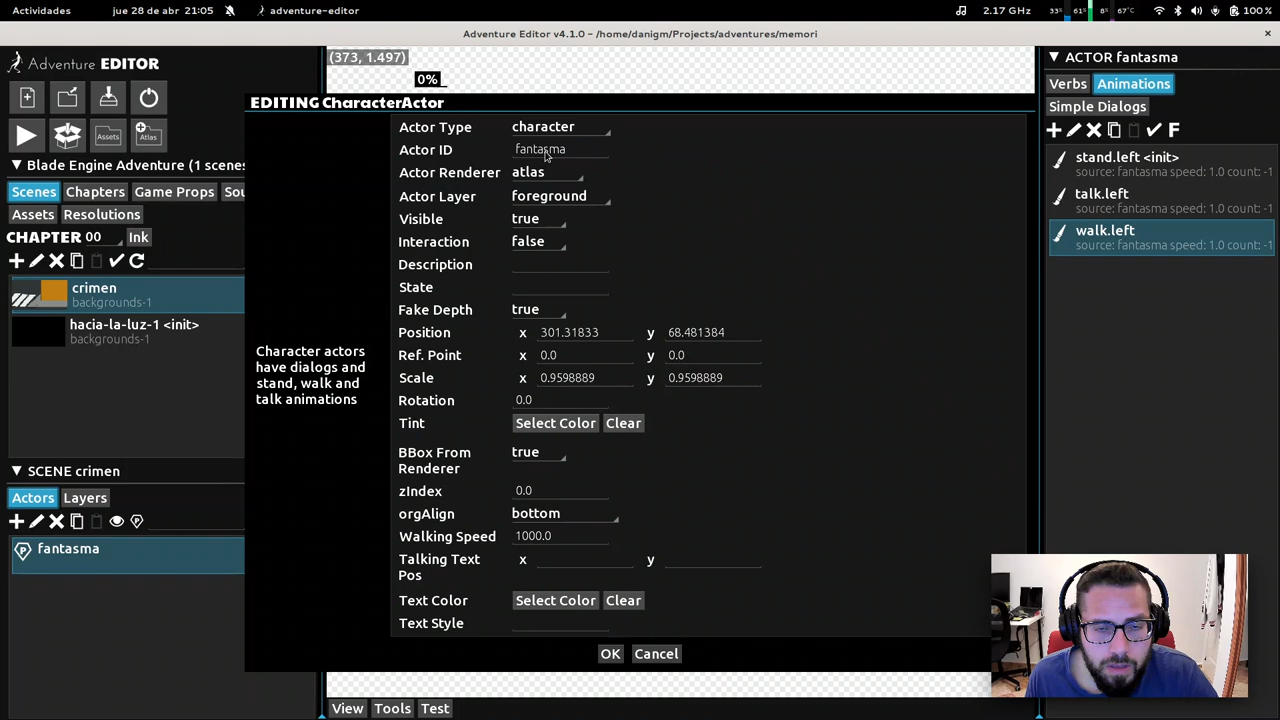 Actividades
jue 28 de abr 21:05
adventure-editor
33%
61%
8%
67°C
2.17 GHz
100 %
Adventure Editor v4.1.0 - /home/danigm/Projects/adventures/memori
Adventure EDITOR
Assets
Atlas
Blade Engine Adventure (1 scenes
Scenes Chapters Game Props Sou
Assets Resolutions
CHAPTER 00 Ink
crimen
backgrounds-1
hacia-la-luz-1 <init>
backgrounds-1
SCENE crimen
Actors Layers
fantasma
(373, 1.497)
0%
EDITING CharacterActor
Character actors
have dialogs and
stand, walk and
talk animations
Actor Type character
Actor ID fantasma
Actor Renderer atlas
Actor Layer foreground
Visible true
Interaction false
Description
State
Fake Depth true
Position x 301.31833 y 68.481384
Ref. Point x 0.0 y 0.0
Scale x 0.9598889 y 0.9598889
Rotation 0.0
Tint Select Color Clear
BBox From
Renderer true
zIndex 0.0
orgAlign bottom
Walking Speed 1000.0
Talking Text
Pos x y
Text Color Select Color Clear
Text Style
OK Cancel
View Tools Test
ACTOR fantasma
Verbs Animations
Simple Dialogs
F
stand.left <init>
source: fantasma speed: 1.0 count: -1
talk.left
source: fantasma speed: 1.0 count: -1
walk.left
source: fantasma speed: 1.0 count: -1